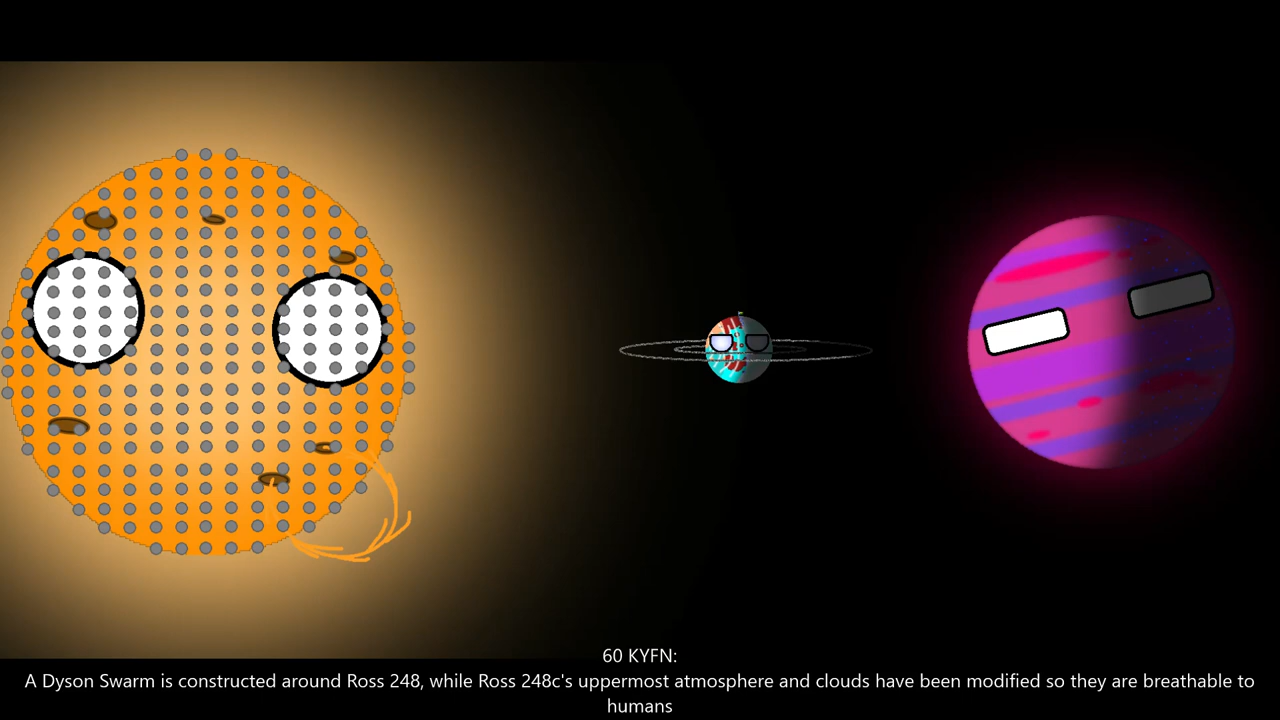 60 KYFN:
A Dyson Swarm is constructed around Ross 248, while Ross 248c's uppermost atmosphere and clouds have been modified so they are breathable to
humans